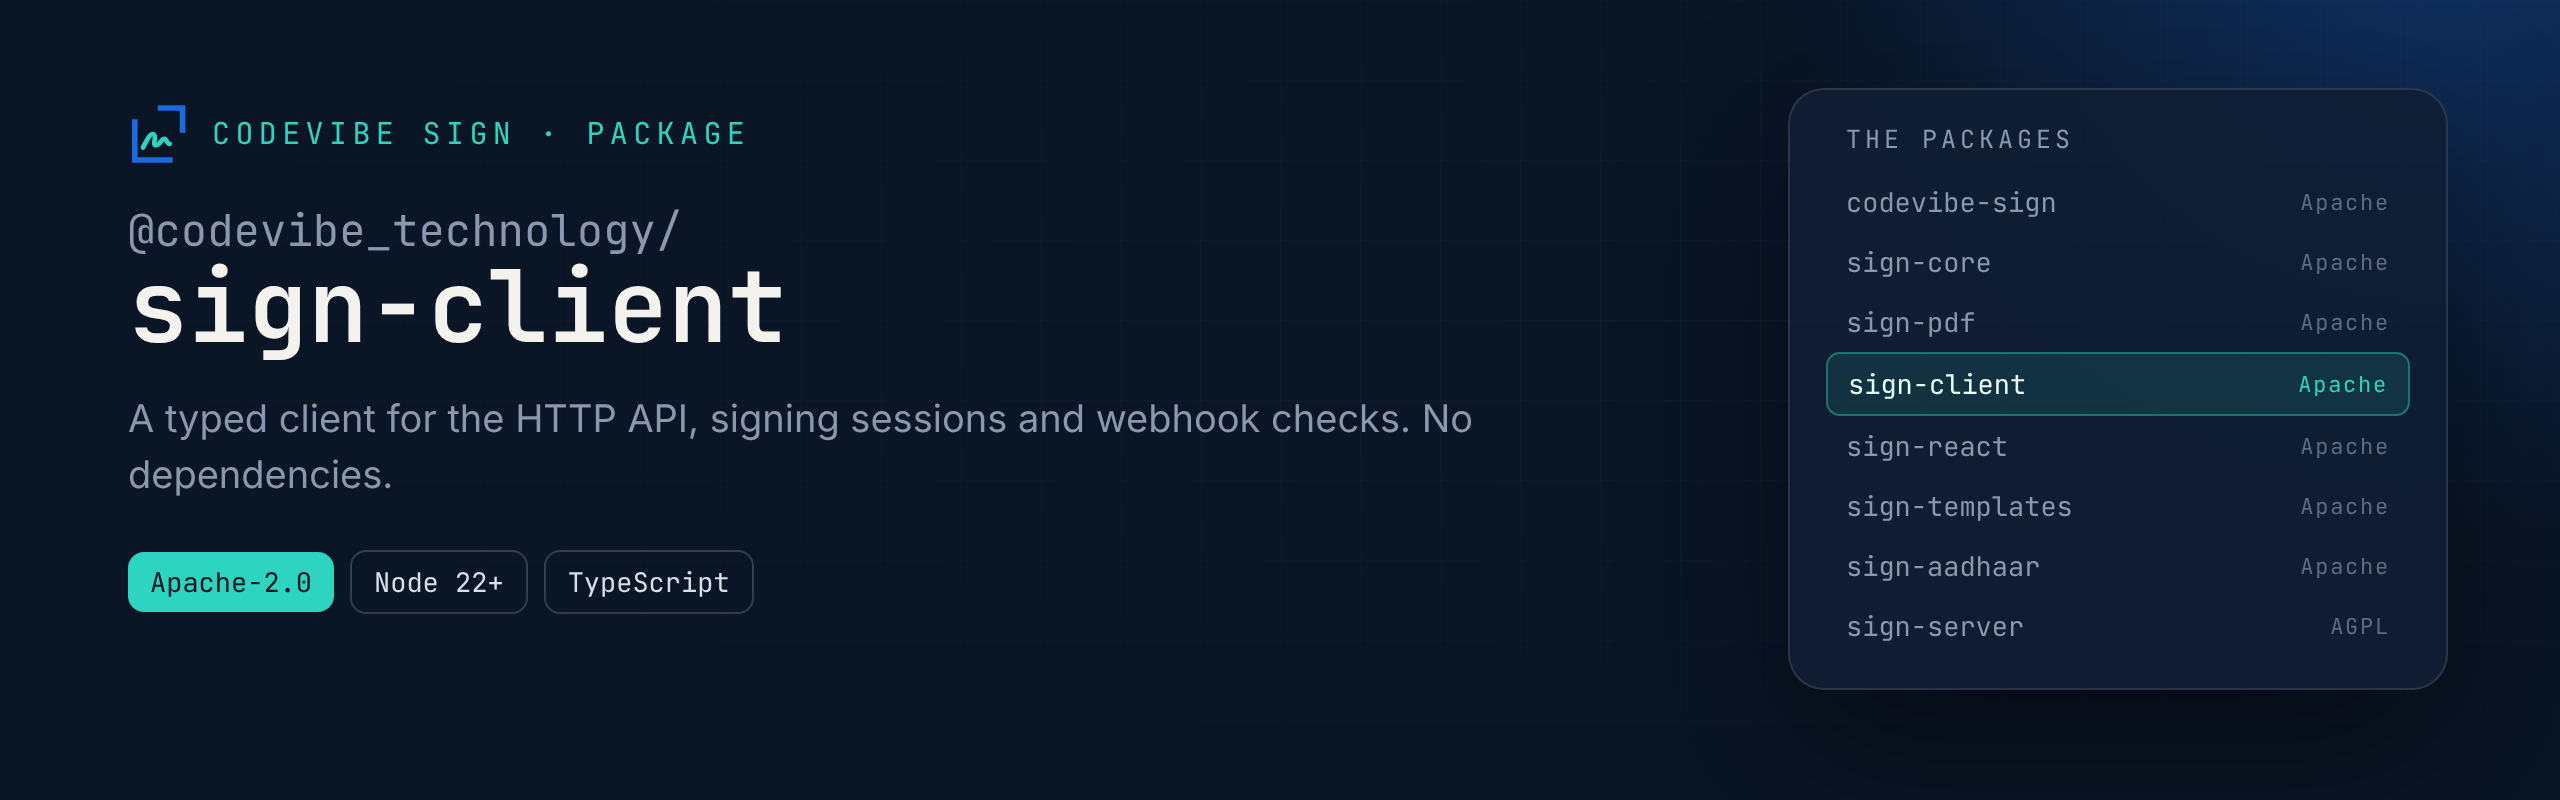 CODEVIBE SIGN · PACKAGE
@codevibe_technology/
sign-client
A typed client for the HTTP API, signing sessions and webhook checks. No
dependencies.
Apache-2.0 Node 22+ TypeScript
THE PACKAGES
codevibe-sign Apache
sign-core Apache
sign-pdf Apache
sign-client Apache
sign-react Apache
sign-templates Apache
sign-aadhaar Apache
sign-server AGPL